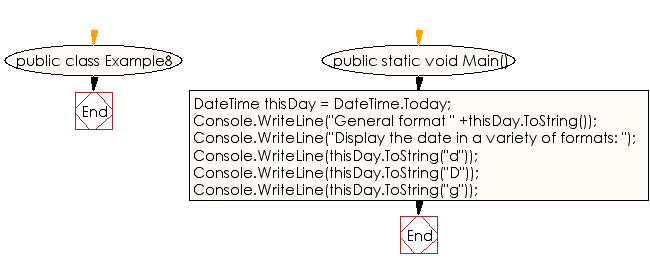 public class Example8
End
public static void Main()
DateTime thisDay = DateTime.Today;
Console.WriteLine("General format " +thisDay.ToString());
Console.WriteLine("Display the date in a variety of formats: ");
Console.WriteLine(thisDay.ToString("d"));
Console.WriteLine(thisDay.ToString("D"));
Console.WriteLine(thisDay.ToString("g"));
End